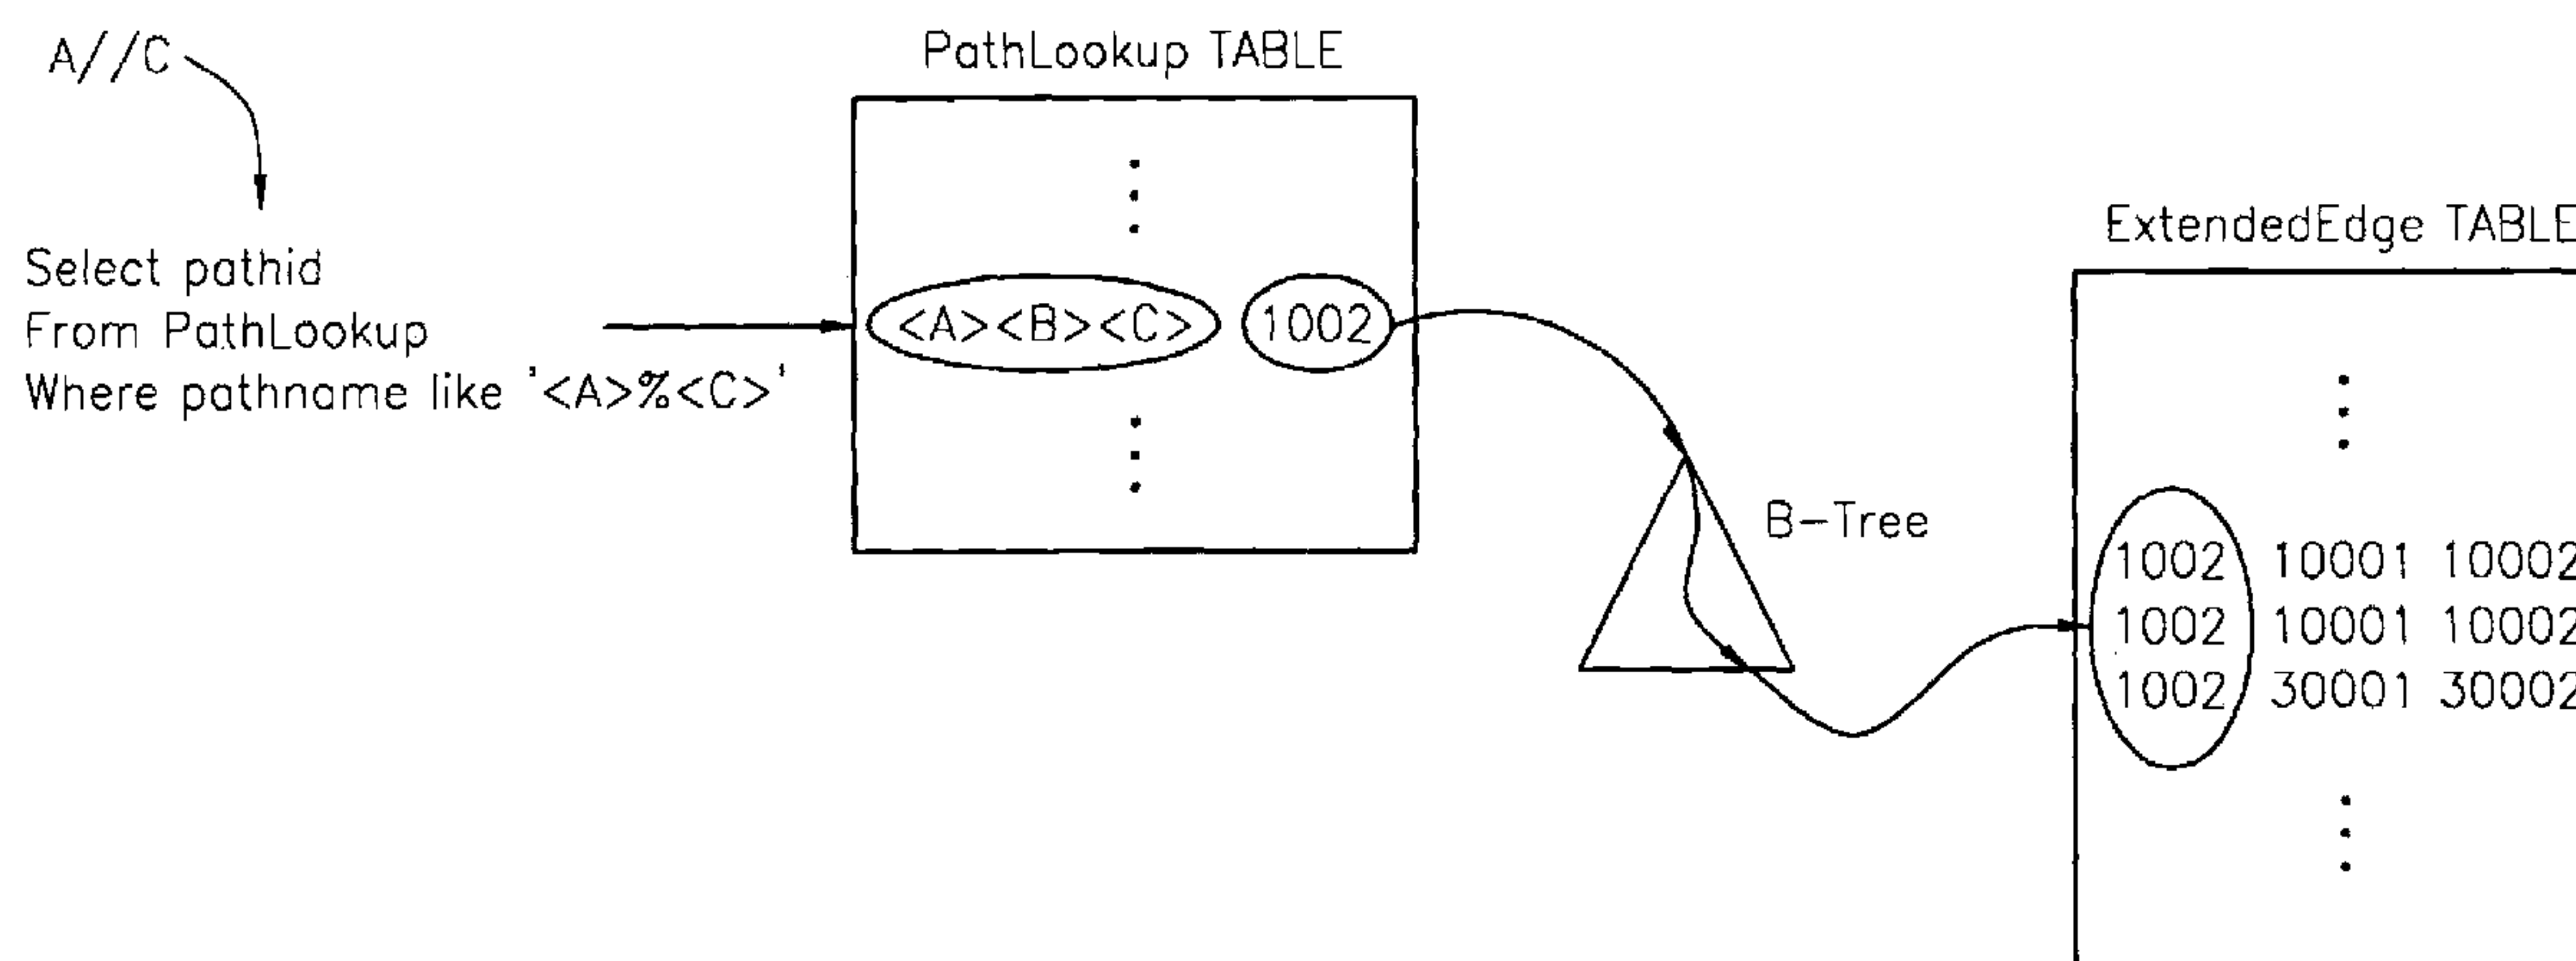 A//C
Select pathid
From PathLookup
Where pathname like '<A>%<C>'
PathLookup TABLE
<A><B><C> 1002
B-Tree
ExtendedEdge TABLE
1002 10001 10002
1002 10001 10002
1002 30001 30002